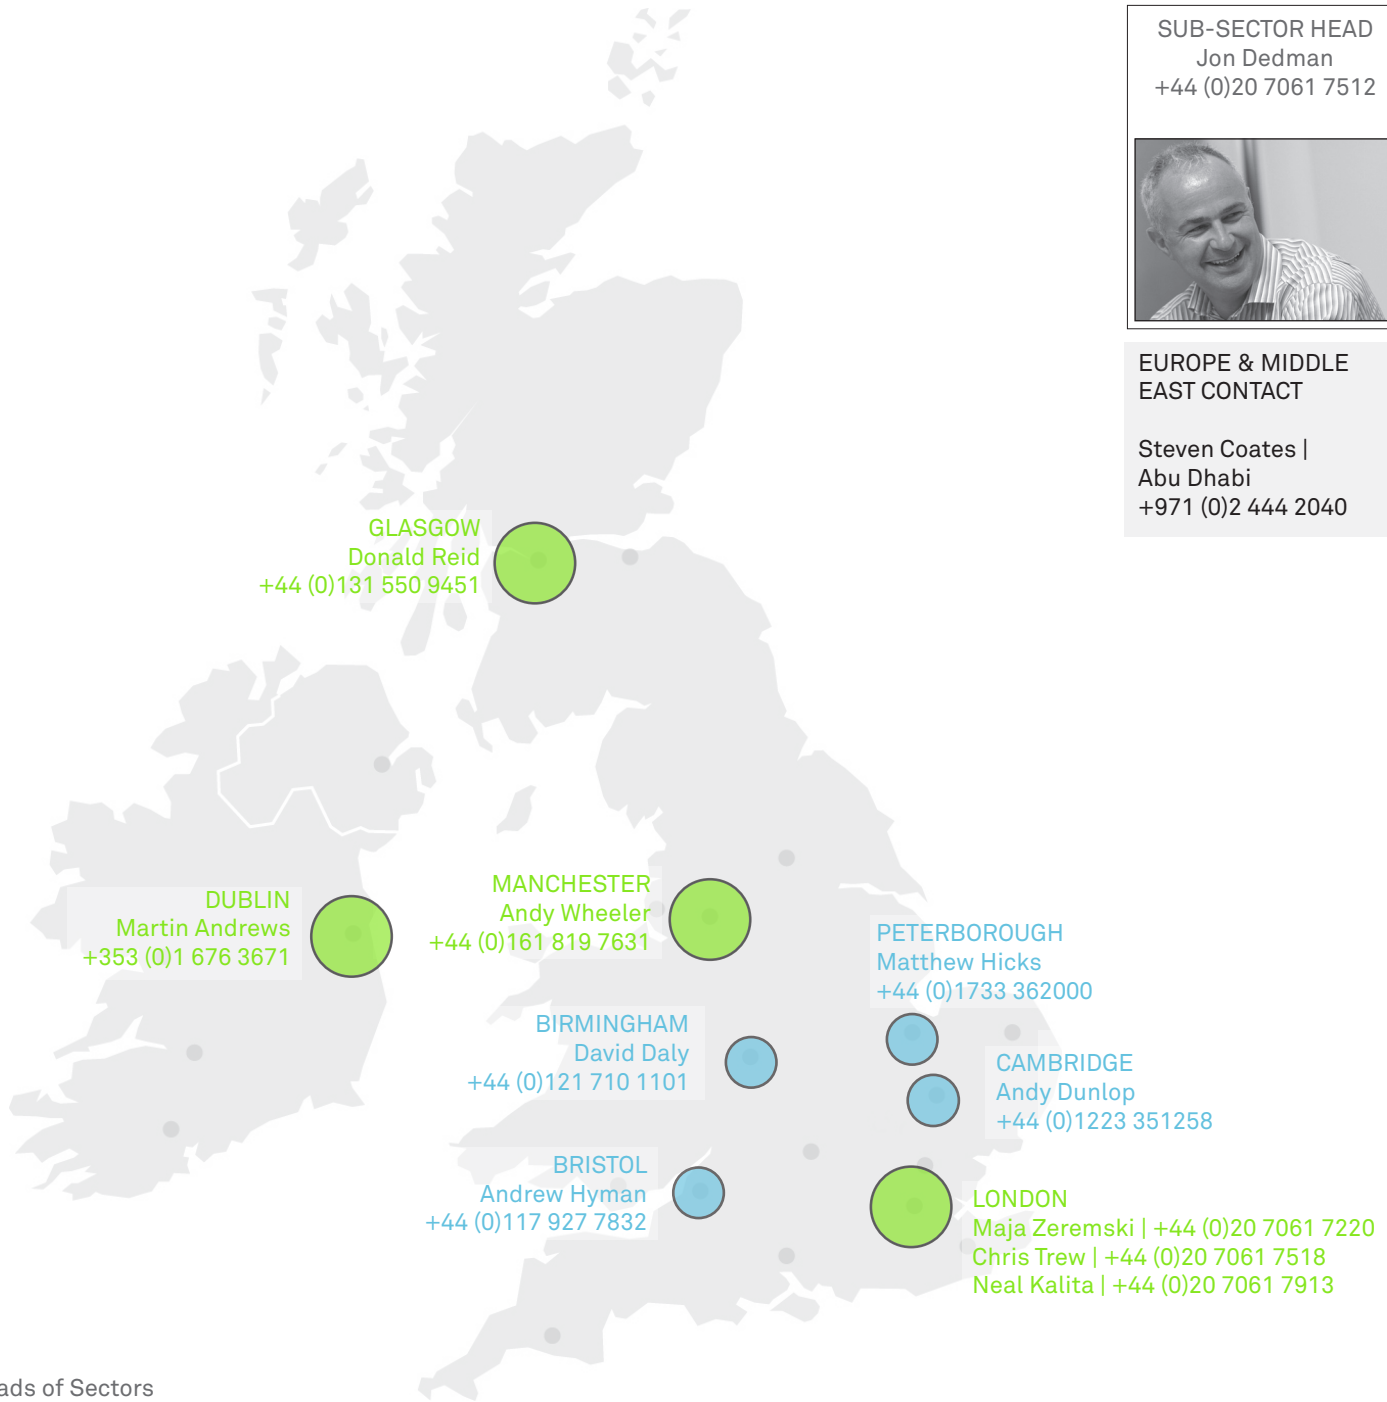 SUB-SECTOR HEAD
Jon Dedman
+44 (0)20 7061 7512
EUROPE & MIDDLE
EAST CONTACT
Steven Coates |
Abu Dhabi
+971 (0)2 444 2040
GLASGOW
Donald Reid
+44 (0)131 550 9451
DUBLIN
Martin Andrews
+353 (0)1 676 3671
MANCHESTER
Andy Wheeler
+44 (0)161 819 7631
PETERBOROUGH
Matthew Hicks
+44 (0)1733 362000
BIRMINGHAM
David Daly
+44 (0)121 710 1101
CAMBRIDGE
Andy Dunlop
+44 (0)1223 351258
BRISTOL
Andrew Hyman
+44 (0)117 927 7832
LONDON
Maja Zeremski | +44 (0)20 7061 7220
Chris Trew | +44 (0)20 7061 7518
Neal Kalita | +44 (0)20 7061 7913
ads of Sectors